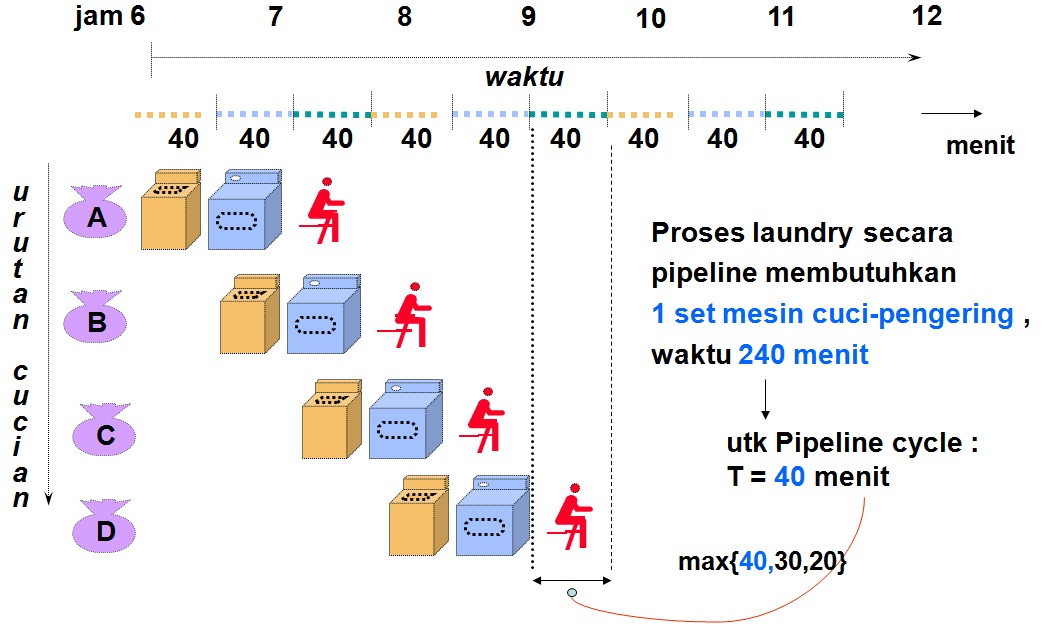 jam 6 7 8 9 10 11 12
waktu
40 40 40 40 40 40 40 40 40
menit
urutan cucian
A
B
C
D
Proses laundry secara
pipeline membutuhkan
1 set mesin cuci-pengering ,
waktu 240 menit
utk Pipeline cycle :
T = 40 menit
max{40,30,20}